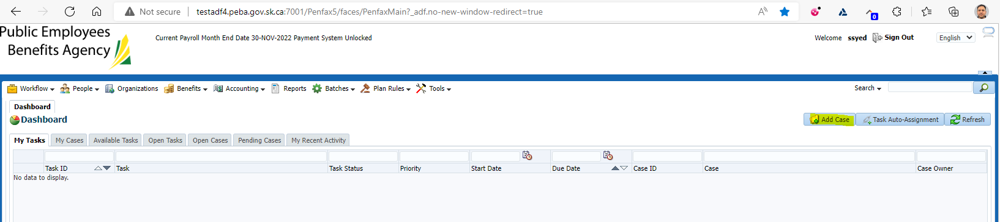 Not secure testadf4.peba.gov.sk.ca:7001/Penfax5/faces/PenfaxMain?_adf.no-new-window-redirect=true
0
Public Employees
Benefits Agency
Current Payroll Month End Date 30-NOV-2022 Payment System Unlocked
Welcome ssyed Sign Out English
Workflow People Organizations Benefits Accounting Reports Batches Plan Rules Tools Search
Dashboard
Dashboard
Add Case Task Auto-Assignment Refresh
My Tasks My Cases Available Tasks Open Tasks Open Cases Pending Cases My Recent Activity
Task ID Task Task Status Priority Start Date Due Date Case ID Case Case Owner
No data to display.